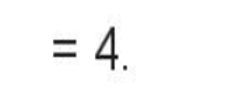 = 4.